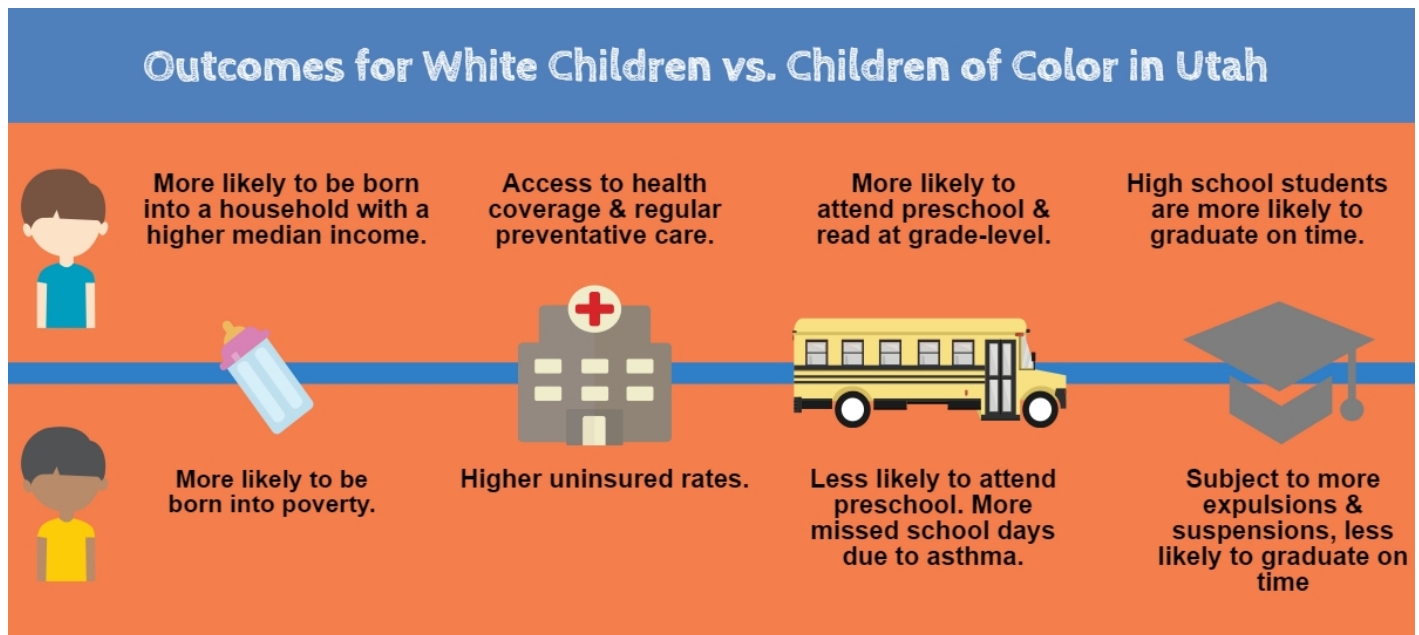 Outcomes for White Children vs. Children of Color in Utah
More likely to be born
into a household with a
higher median income.
Access to health
coverage & regular
preventative care.
More likely to
attend preschool &
read at grade-level.
High school students
are more likely to
graduate on time.
More likely to be
born into poverty.
Higher uninsured rates.
Less likely to attend
preschool. More
missed school days
due to asthma.
Subject to more
expulsions &
suspensions, less
likely to graduate on
time